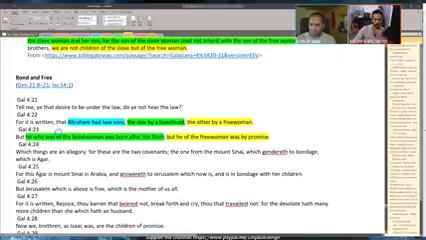 the slave woman and her son, for the son of the slave woman shall not inherit with the son of the free woma
brothers, we are not children of the slave but of the free woman.
From <https://www.biblegateway.com/passage/?search=Galatians+4%3A20-31&version=ESV>
Bond and Free
(Gen 21:8–21; Isa 54:1)
Gal 4:21
Tell me, ye that desire to be under the law, do ye not hear the law?
Gal 4:22
For it is written, that Abraham had two sons, the one by a bondmaid, the other by a freewoman.
Gal 4:23
But he who was of the bondwoman was born after the flesh; but he of the freewoman was by promise.
Gal 4:24
Which things are an allegory: for these are the two covenants; the one from the mount Sinai, which gendereth to bondage,
which is Agar.
Gal 4:25
For this Agar is mount Sinai in Arabia, and answereth to Jerusalem which now is, and is in bondage with her children.
Gal 4:26
But Jerusalem which is above is free, which is the mother of us all.
Gal 4:27
For it is written, Rejoice, thou barren that bearest not; break forth and cry, thou that travailest not: for the desolate hath many
more children than she which hath an husband.
Gal 4:28
Now we, brethren, as Isaac was, are the children of promise.
Gal 4:29